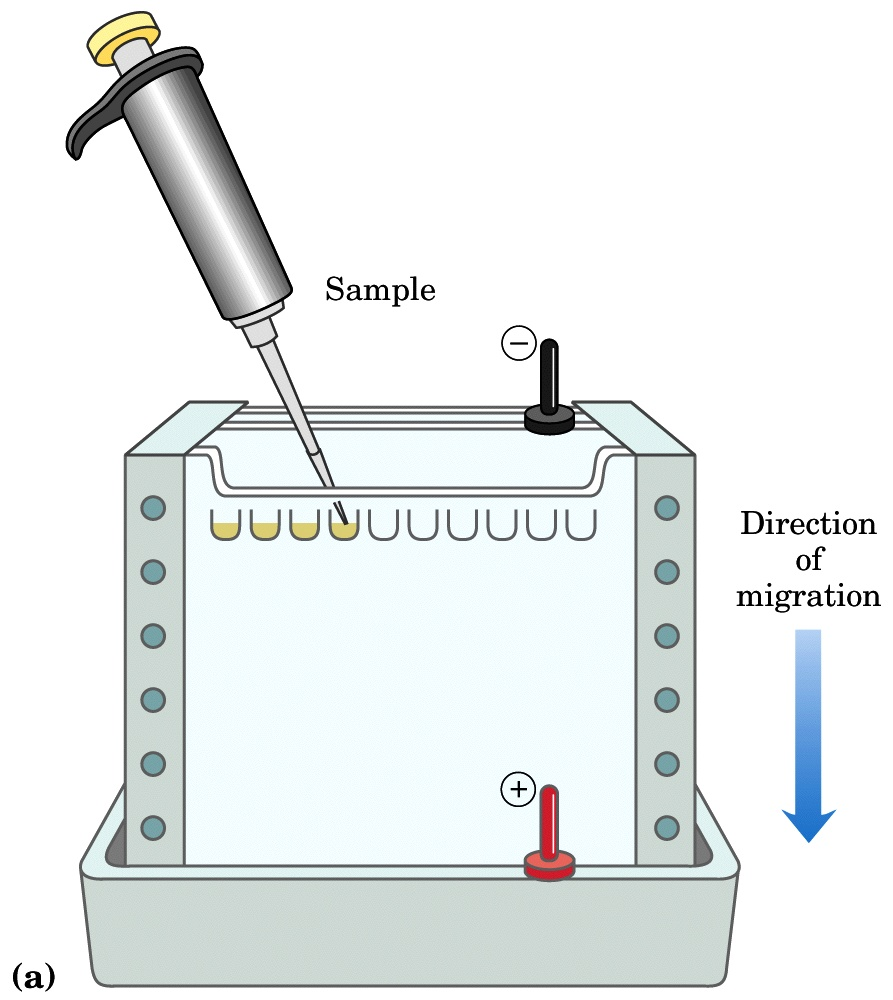 Sample
−
Direction
of
migration
+
(a)